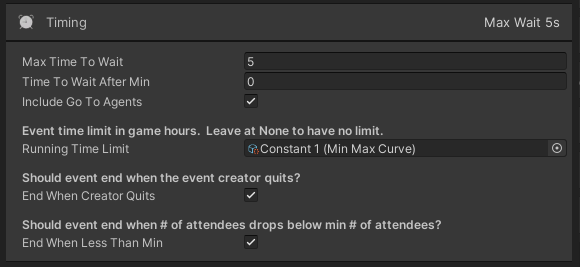 Timing Max Wait 5s
Max Time To Wait 5
Time To Wait After Min 0
Include Go To Agents
Event time limit in game hours. Leave at None to have no limit.
Running Time Limit Constant 1 (Min Max Curve)
Should event end when the event creator quits?
End When Creator Quits
Should event end when # of attendees drops below min # of attendees?
End When Less Than Min